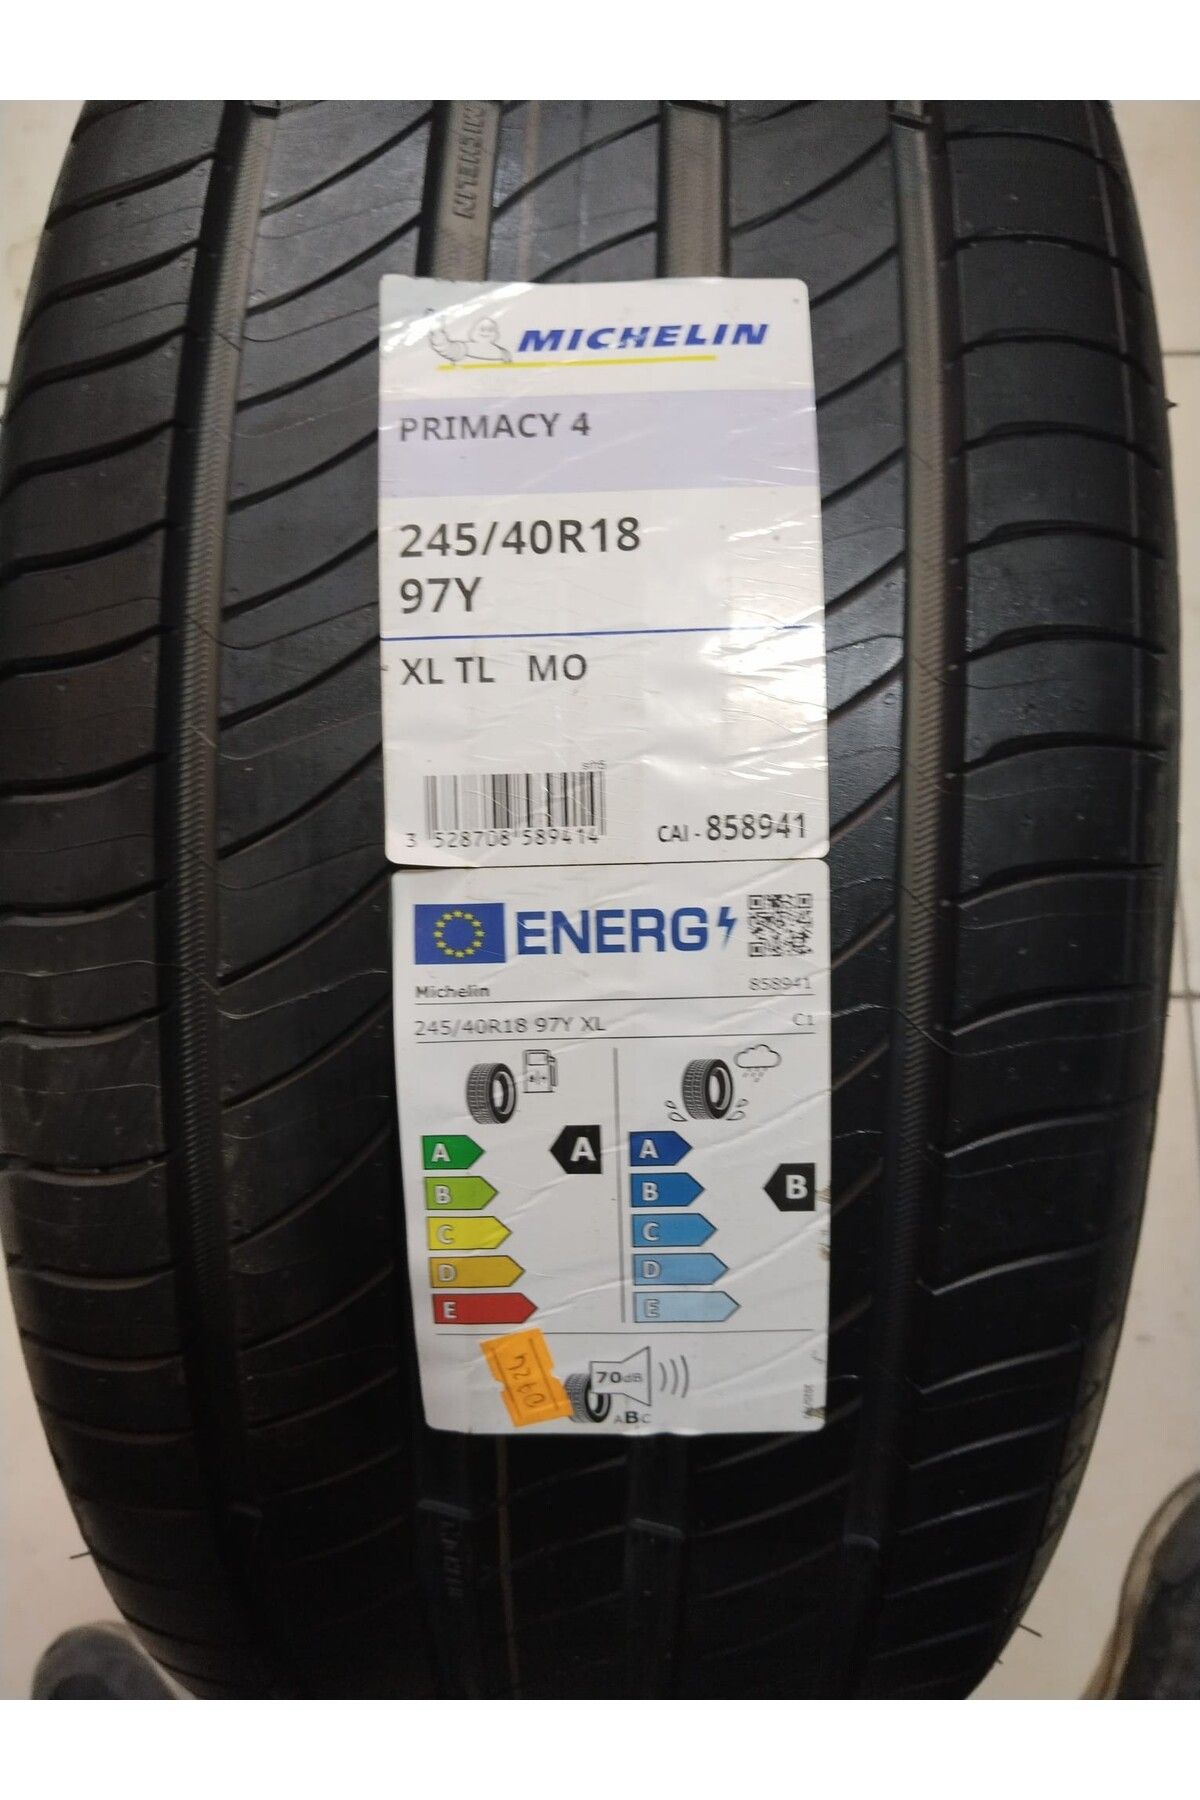 MICHELIN
MICHELIN
PRIMACY 4
245/40R18
97Y
XL TL MO
3 528708 589414
CAI - 858941
ENERG
Michelin
858941
245/40R18 97Y XL
C1
A
A
A
B
B
B
C
C
D
D
E
E
70dB
ABC